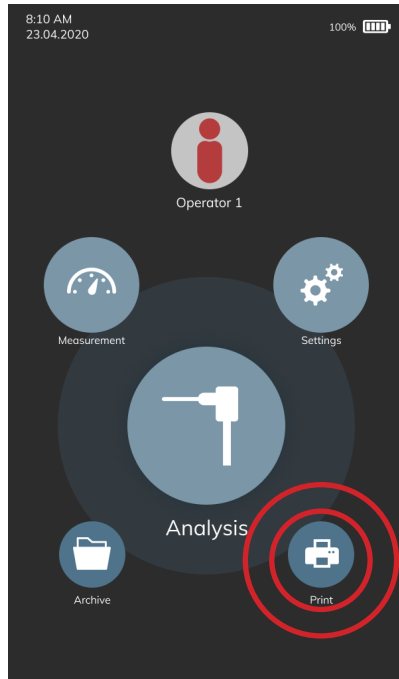 8:10 AM
23.04.2020
100%
Operator 1
Measurement
Settings
Analysis
Archive
Print